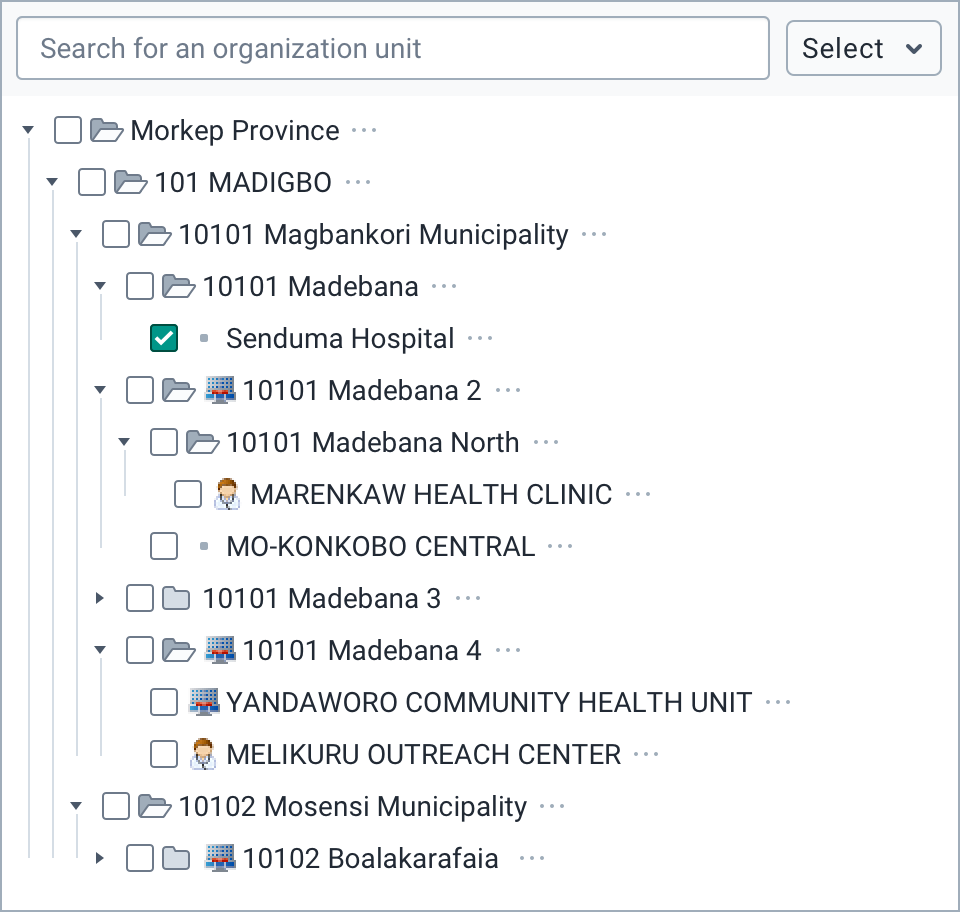 Search for an organization unit
Select
Morkep Province ...
101 MADIGBO ...
10101 Magbankori Municipality ...
10101 Madebana ...
Senduma Hospital ...
10101 Madebana 2 ...
10101 Madebana North ...
MARENKAW HEALTH CLINIC ...
MO-KONKOBO CENTRAL ...
10101 Madebana 3 ...
10101 Madebana 4 ...
YANDAWORO COMMUNITY HEALTH UNIT ...
MELIKURU OUTREACH CENTER ...
10102 Mosensi Municipality ...
10102 Boalakarafaia ...